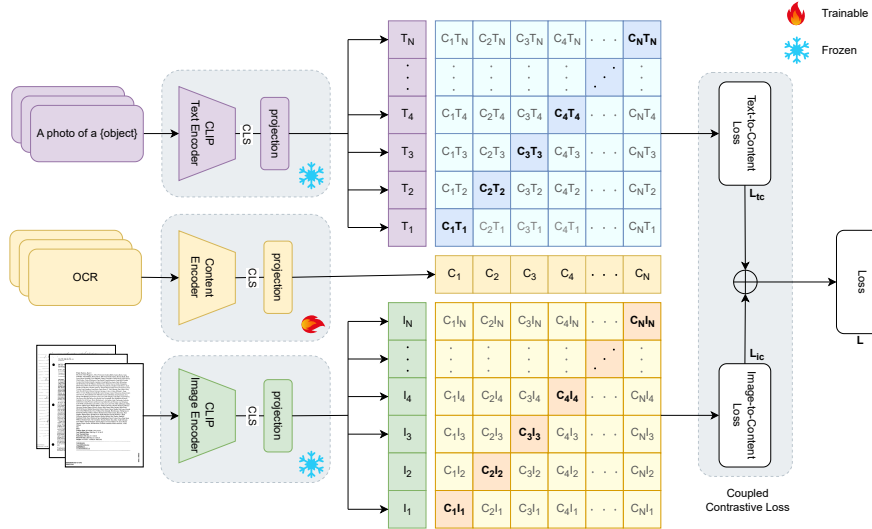 Trainable
Frozen
A photo of a {object}
CLIP
Text Encoder
CLS
projection
T_N C_1T_N C_2T_N C_3T_N C_4T_N · · · C_NT_N
T_4 C_1T_4 C_2T_4 C_3T_4 C_4T_4 · · · C_NT_4
T_3 C_1T_3 C_2T_3 C_3T_3 C_4T_3 · · · C_NT_3
T_2 C_1T_2 C_2T_2 C_3T_2 C_4T_2 · · · C_NT_2
T_1 C_1T_1 C_2T_1 C_3T_1 C_4T_1 · · · C_NT_1
OCR
Content
Encoder
CLS
projection
C_1 C_2 C_3 C_4 · · · C_N
CLIP
Image Encoder
CLS
projection
I_N C_1I_N C_2I_N C_3I_N C_4I_N · · · C_NI_N
I_4 C_1I_4 C_2I_4 C_3I_4 C_4I_4 · · · C_NI_4
I_3 C_1I_3 C_2I_3 C_3I_3 C_4I_3 · · · C_NI_3
I_2 C_1I_2 C_2I_2 C_3I_2 C_4I_2 · · · C_NI_2
I_1 C_1I_1 C_2I_1 C_3I_1 C_4I_1 · · · C_NI_1
Text-to-Content
Loss
L_tc
L_ic
Image-to-Content
Loss
Coupled
Contrastive Loss
Loss
L